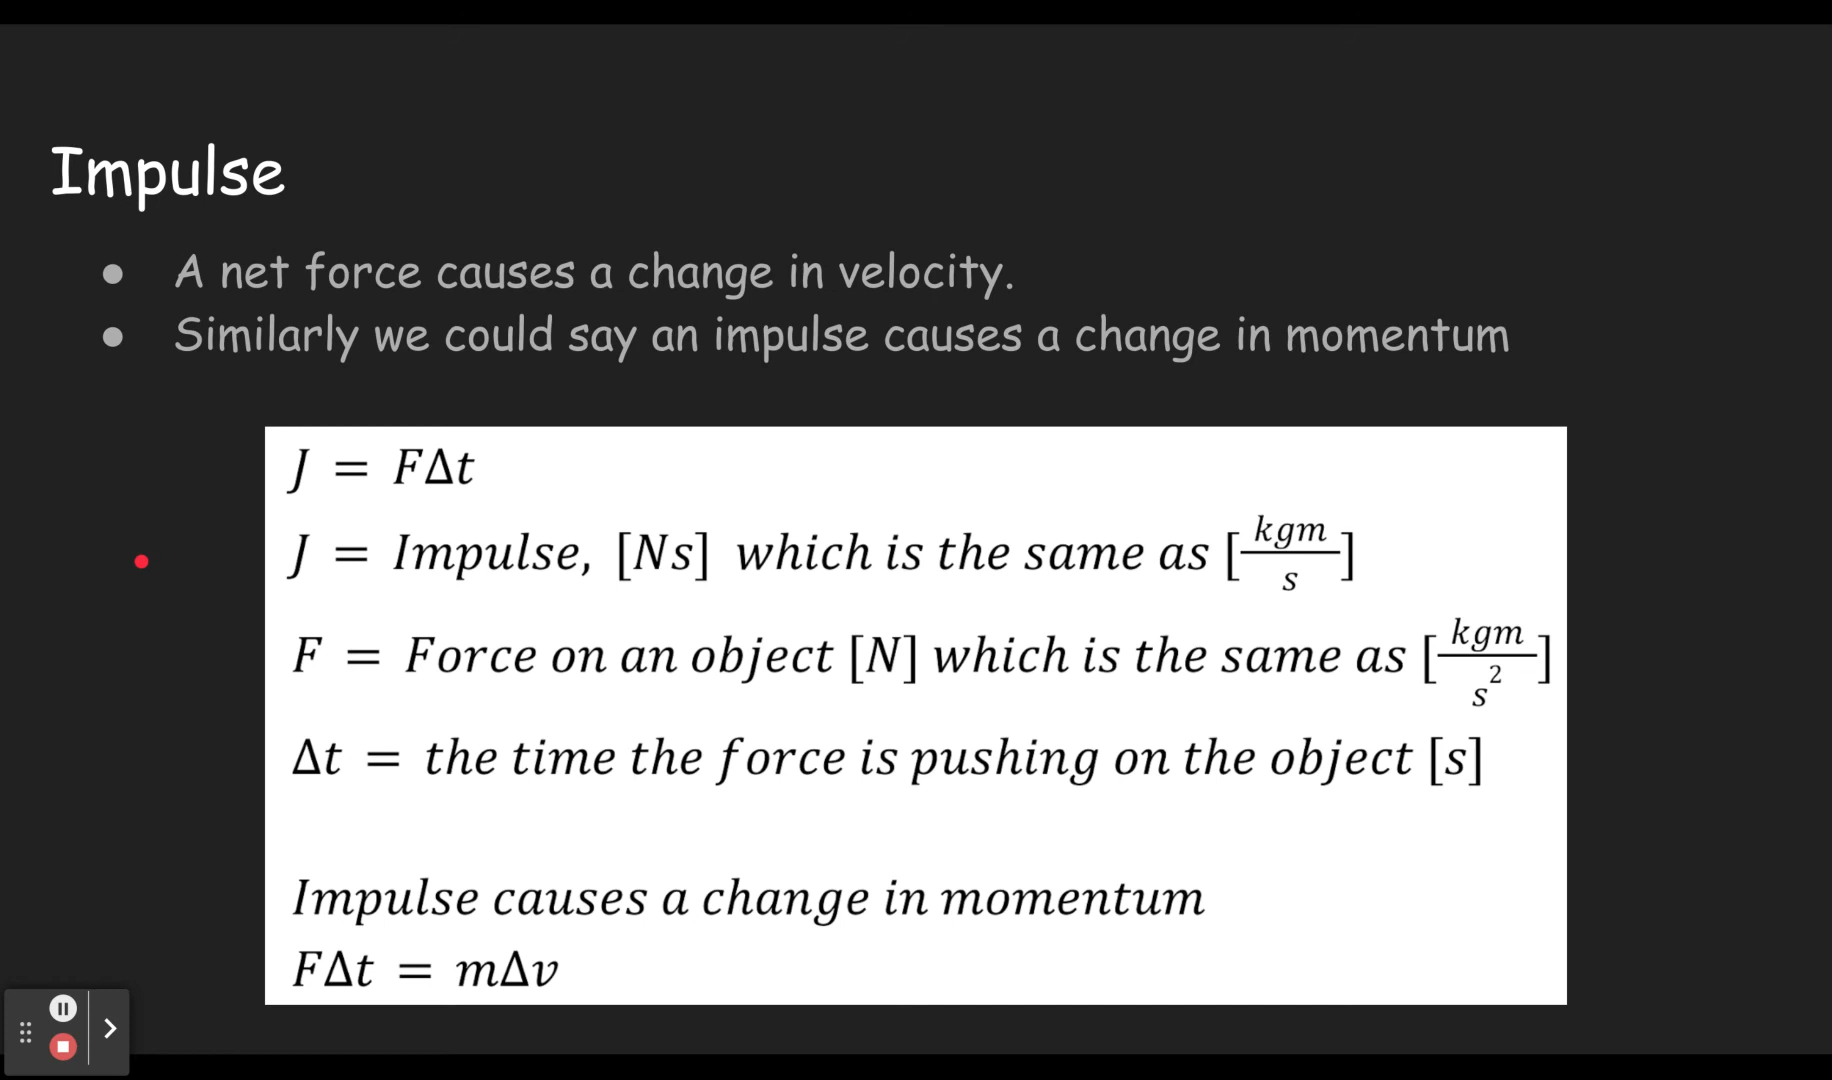 Impulse
● A net force causes a change in velocity.
● Similarly we could say an impulse causes a change in momentum
J = FΔt
J = Impulse, [Ns] which is the same as [kgm/s]
F = Force on an object [N] which is the same as [kgm/s²]
Δt = the time the force is pushing on the object [s]
Impulse causes a change in momentum
FΔt = mΔv